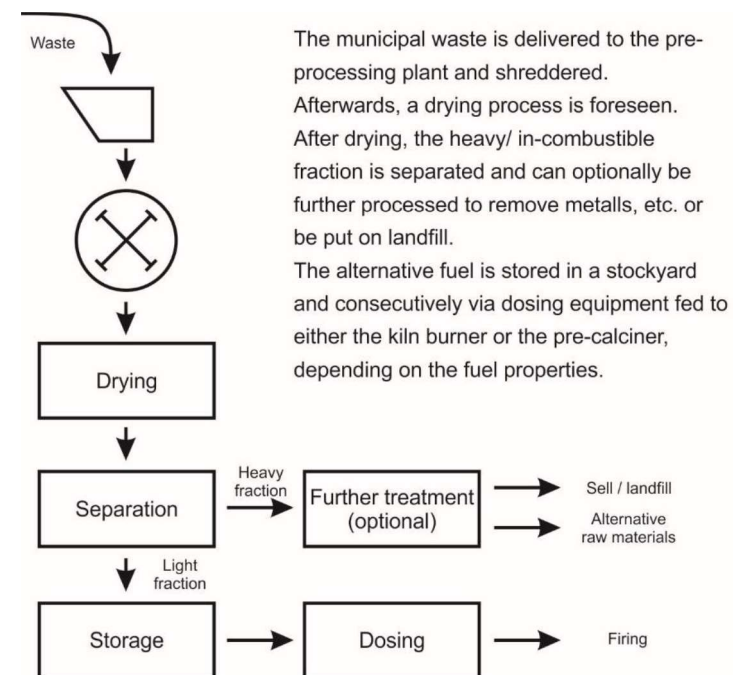 Waste
The municipal waste is delivered to the pre-
processing plant and shreddered.
Afterwards, a drying process is foreseen.
After drying, the heavy/ in-combustible
fraction is separated and can optionally be
further processed to remove metalls, etc. or
be put on landfill.
The alternative fuel is stored in a stockyard
and consecutively via dosing equipment fed to
either the kiln burner or the pre-calciner,
depending on the fuel properties.
Drying
Separation
Heavy
fraction
Further treatment
(optional)
Sell / landfill
Alternative
raw materials
Light
fraction
Storage
Dosing
Firing